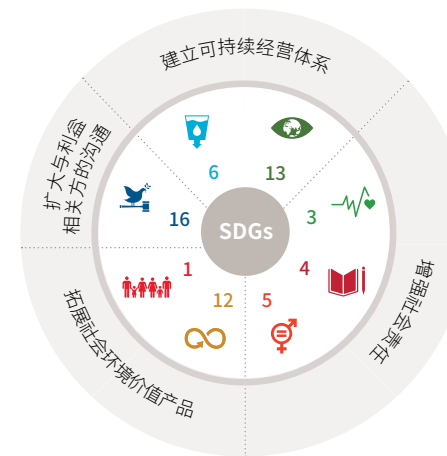 建立可持续经营体系
扩大与利益
相关方的沟通
6
13
16
SDGs
3
1
4
12
5
增强社会责任
拓展社会环境价值产品